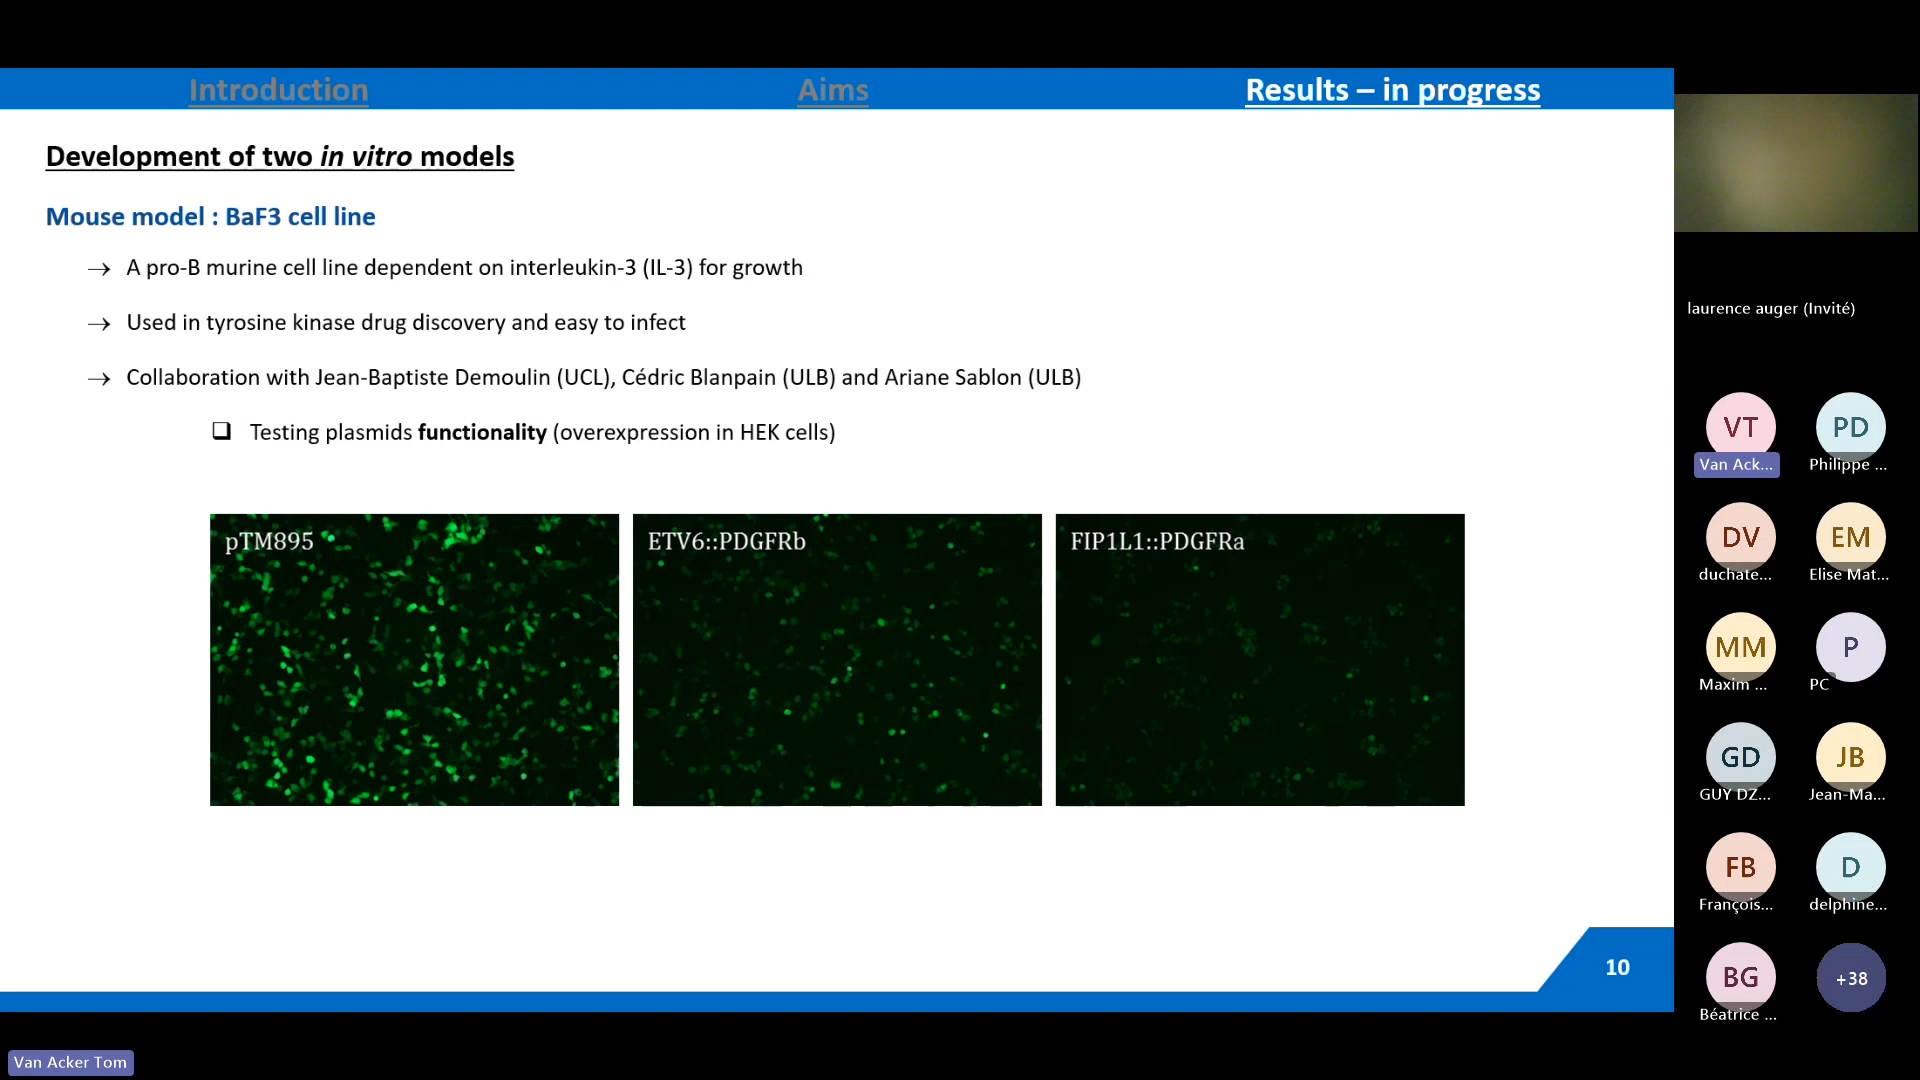 Introduction
Aims
Results – in progress
Development of two in vitro models
Mouse model : BaF3 cell line
→ A pro-B murine cell line dependent on interleukin-3 (IL-3) for growth
→ Used in tyrosine kinase drug discovery and easy to infect
→ Collaboration with Jean-Baptiste Demoulin (UCL), Cédric Blanpain (ULB) and Ariane Sablon (ULB)
❑ Testing plasmids functionality (overexpression in HEK cells)
pTM895
ETV6::PDGFRb
FIP1L1::PDGFRa
10
laurence auger (Invité)
VT
PD
Van Ack...
Philippe ...
DV
EM
duchate...
Elise Mat...
MM
P
Maxim ...
PC
GD
JB
GUY DZ...
Jean-Ma...
FB
D
François...
delphine...
BG
+38
Béatrice ...
Van Acker Tom